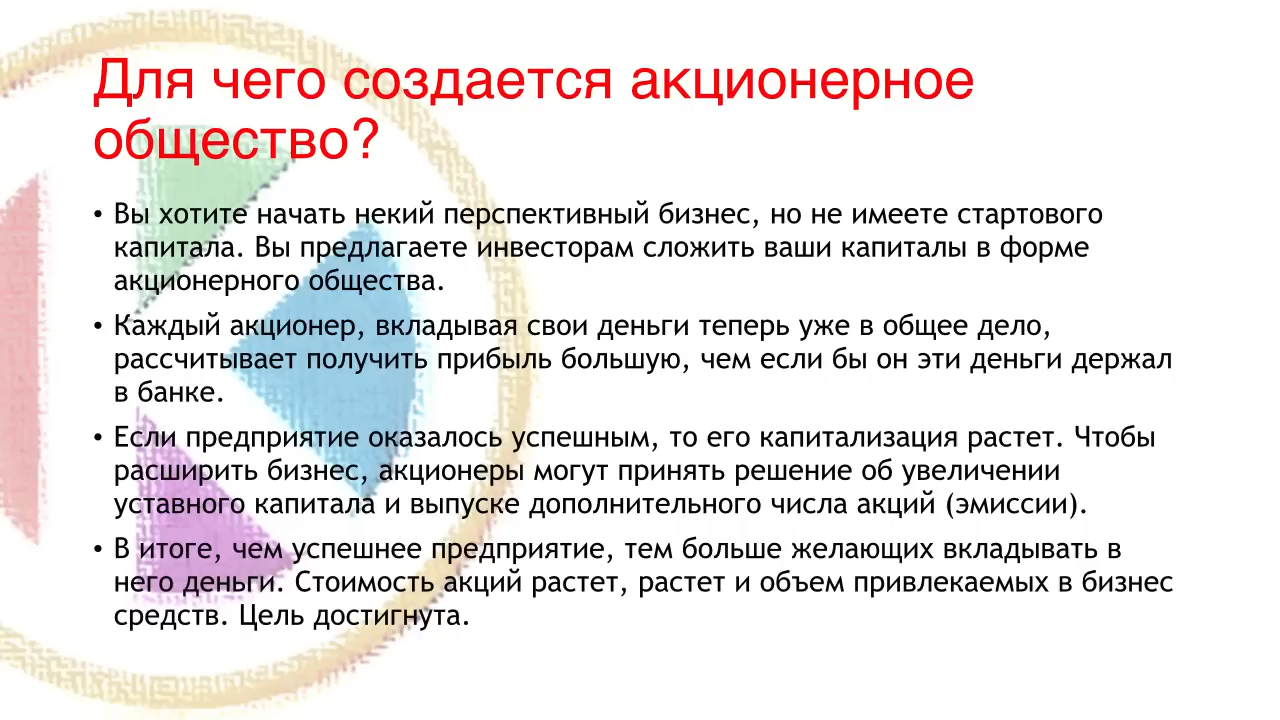 Для чего создается акционерное
общество?
• Вы хотите начать некий перспективный бизнес, но не имеете стартового
капитала. Вы предлагаете инвесторам сложить ваши капиталы в форме
акционерного общества.
• Каждый акционер, вкладывая свои деньги теперь уже в общее дело,
рассчитывает получить прибыль большую, чем если бы он эти деньги держал
в банке.
• Если предприятие оказалось успешным, то его капитализация растет. Чтобы
расширить бизнес, акционеры могут принять решение об увеличении
уставного капитала и выпуске дополнительного числа акций (эмиссии).
• В итоге, чем успешнее предприятие, тем больше желающих вкладывать в
него деньги. Стоимость акций растет, растет и объем привлекаемых в бизнес
средств. Цель достигнута.